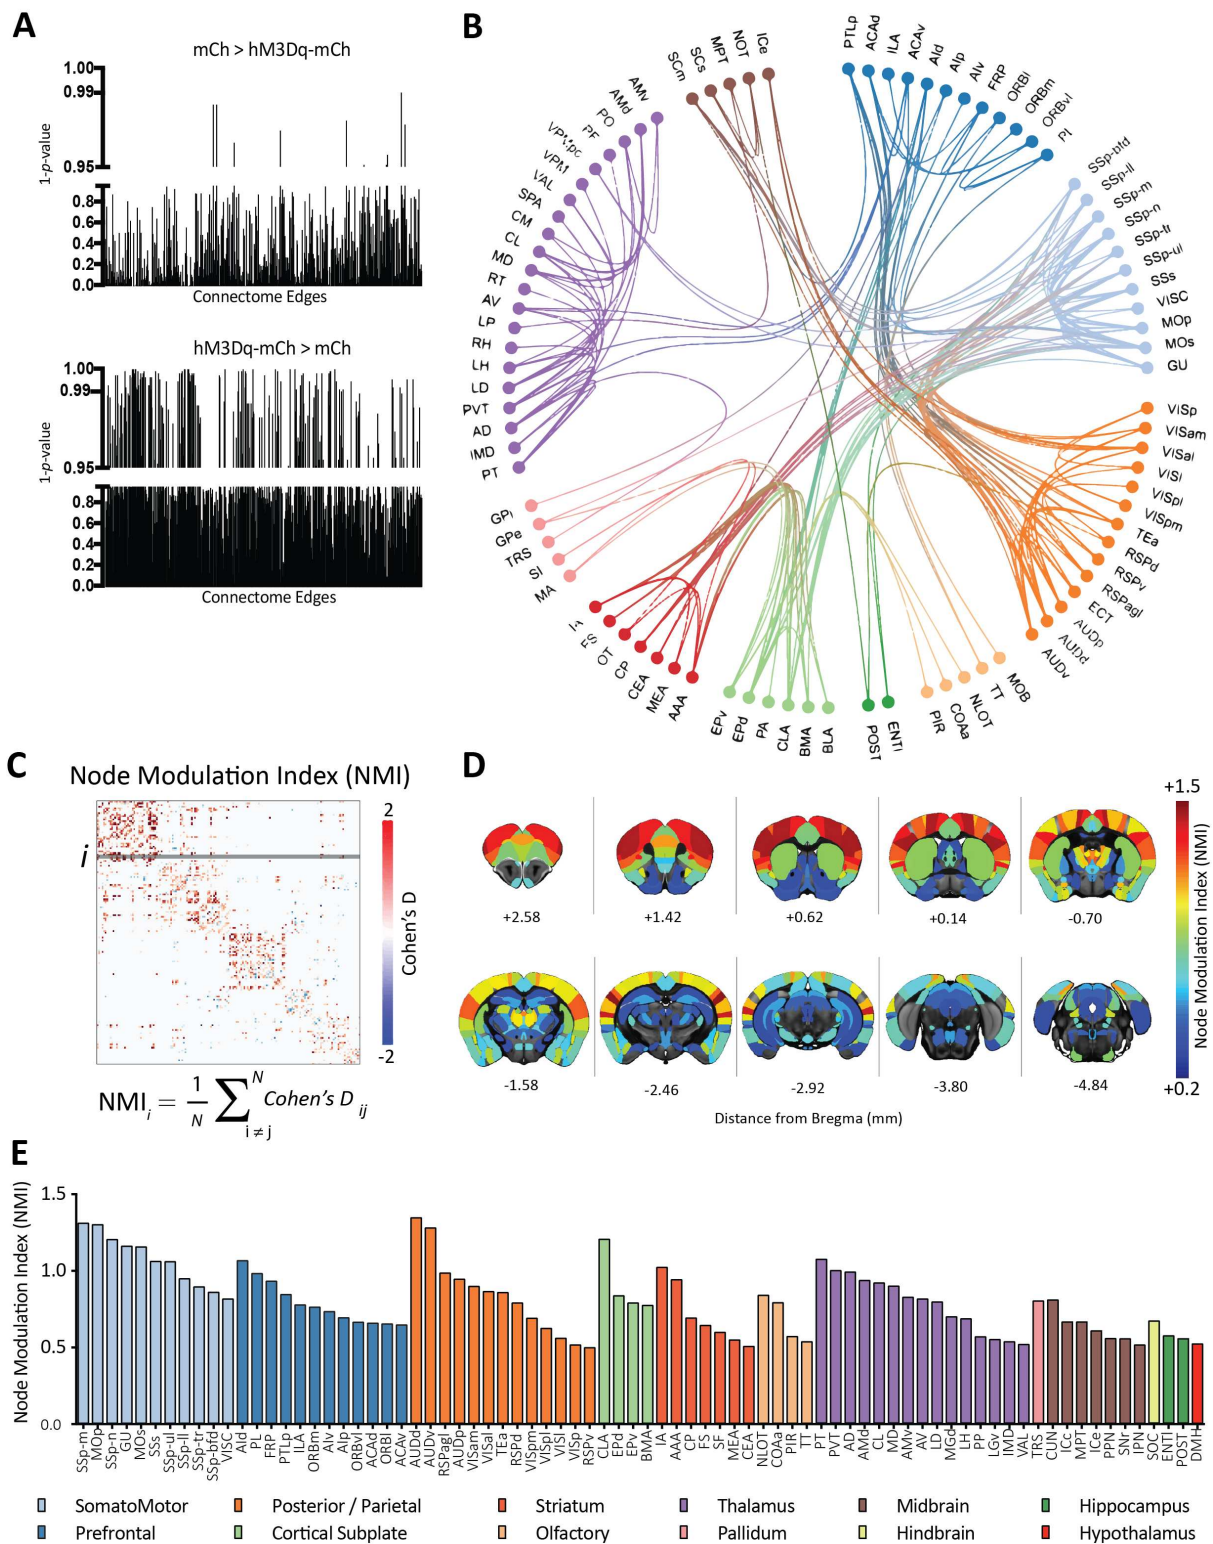 A
mCh > hM3Dq-mCh
1.00
0.99
0.95
0.8
0.6
0.4
0.2
0.0
1-p-value
Connectome Edges
hM3Dq-mCh > mCh
1.00
0.99
0.95
0.8
0.6
0.4
0.2
0.0
1-p-value
Connectome Edges
B
SCm
SCs
MPT
NOT
ICe
PTLp
ACAd
ILA
ACAv
AId
AIp
AIv
FRP
ORBl
ORBm
ORBvl
PL
SSp-bfd
SSp-ll
SSp-m
SSp-n
SSp-tr
SSp-ul
SSs
VISC
MOp
MOs
GU
VISp
VISam
VISal
VISl
VISpl
VISpm
TEa
RSPd
RSPv
RSPagl
ECT
AUDp
AUDd
AUDv
MOB
TT
NLOT
COAa
PIR
ENTl
POST
BLA
BMA
CLA
PA
EPd
EPv
AAA
MEA
CEA
CP
OT
FS
IA
MA
SI
TRS
GPe
GPi
PT
IMD
AD
PVT
LD
LH
RH
LP
AV
RT
MD
CL
CM
SPA
VAL
VPM
VPMpc
PF
PO
AMd
AMv
C
Node Modulation Index (NMI)
i
2
-2
Cohen's D
NMI i = 1 N ∑ N i ≠ j Cohen's D ij
D
+2.58
+1.42
+0.62
+0.14
-0.70
-1.58
-2.46
-2.92
-3.80
-4.84
Distance from Bregma (mm)
+1.5
+0.2
Node Modulation Index (NMI)
E
Node Modulation Index (NMI)
1.5
1.0
0.5
0.0
SSp-m
MOp
SSp-n
GU
MOs
SSs
SSp-ul
SSp-ll
SSp-tr
SSp-bfd
VISC
AId
PL
FRP
PTLp
ILA
ORBm
AIv
AIp
ORBvl
ACAd
ORBl
ACAv
AUDd
AUDv
RSPagl
AUDp
VISam
VISal
TEa
RSPd
VISpm
VISpl
VISl
VISp
RSPv
CLA
EPd
EPv
BMA
IA
AAA
CP
FS
SF
MEA
CEA
NLOT
COAa
PIR
TT
PT
PVT
AD
AMd
CL
MD
AMv
AV
LD
MGd
LH
PP
LGv
IMD
VAL
TRS
CUN
ICc
MPT
ICe
PPN
SNr
IPN
SOC
ENTl
POST
DMH
SomatoMotor
Posterior / Parietal
Striatum
Thalamus
Midbrain
Hippocampus
Prefrontal
Cortical Subplate
Olfactory
Pallidum
Hindbrain
Hypothalamus